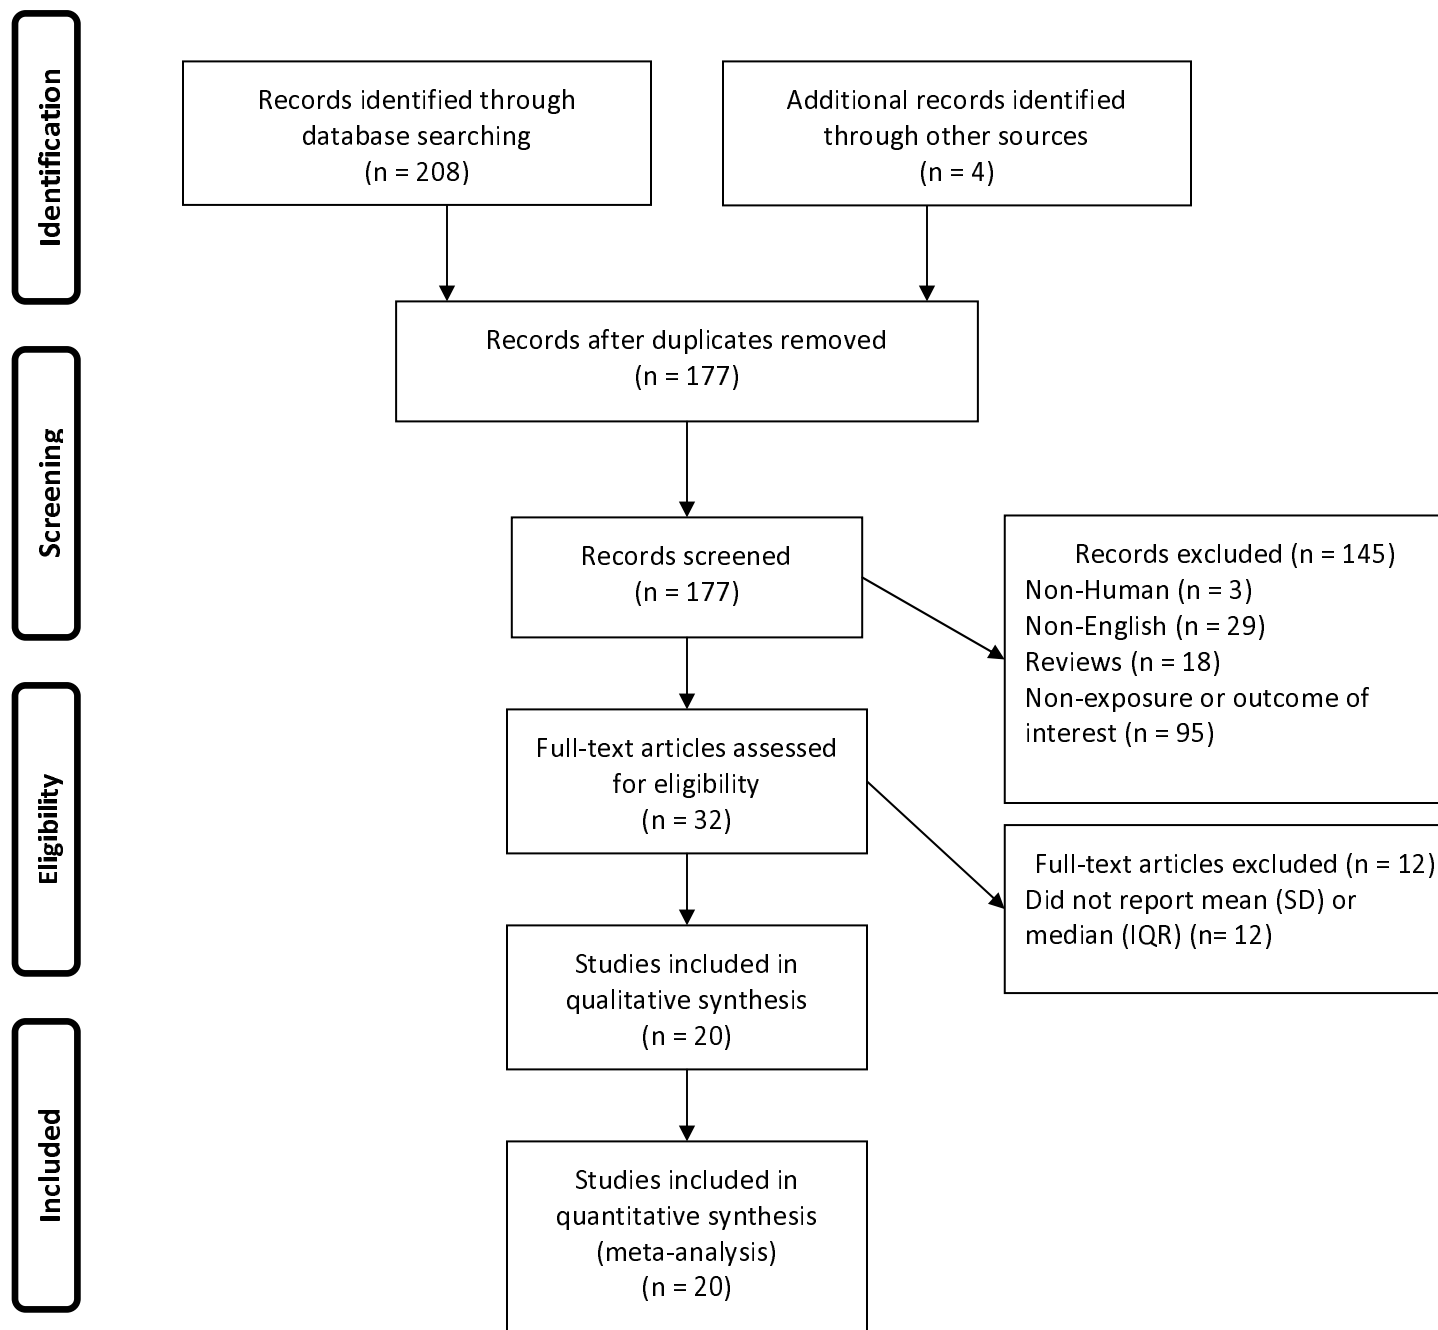 Identification
Records identified through
database searching
(n = 208)
Additional records identified
through other sources
(n = 4)
Records after duplicates removed
(n = 177)
Screening
Records screened
(n = 177)
Records excluded (n = 145)
Non-Human (n = 3)
Non-English (n = 29)
Reviews (n = 18)
Non-exposure or outcome of
interest (n = 95)
Eligibility
Full-text articles assessed
for eligibility
(n = 32)
Full-text articles excluded (n = 12)
Did not report mean (SD) or
median (IQR) (n= 12)
Studies included in
qualitative synthesis
(n = 20)
Included
Studies included in
quantitative synthesis
(meta-analysis)
(n = 20)